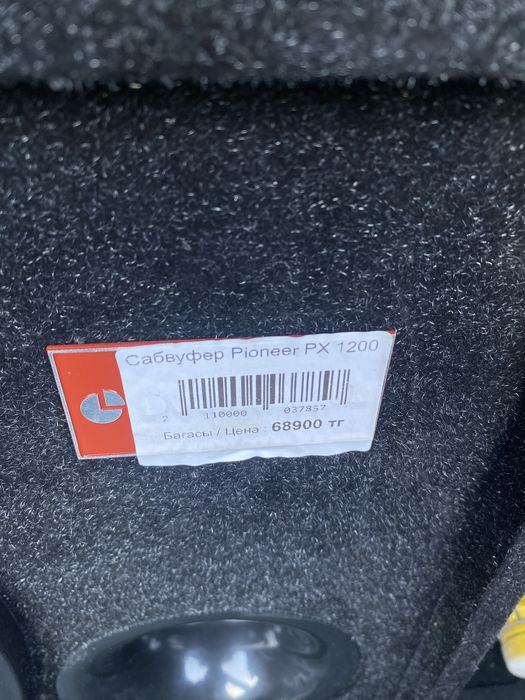 Сабвуфер Pioneer PX 1200
2 110000 037857
Бағасы / Цена : 68900 тг